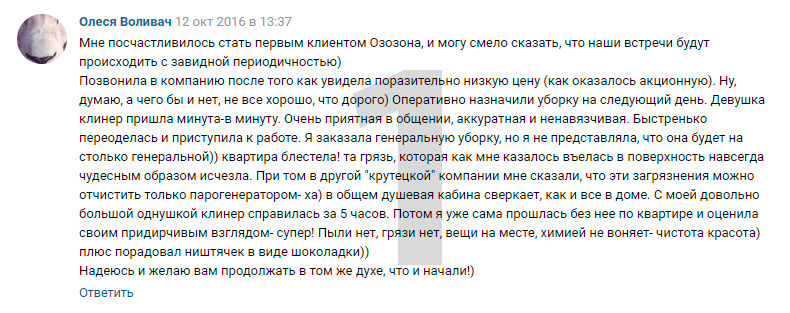 Олеся Воливач 12 окт 2016 в 13:37
Мне посчастливилось стать первым клиентом Озозона, и могу смело сказать, что наши встречи будут
происходить с завидной периодичностью)
Позвонила в компанию после того как увидела поразительно низкую цену (как оказалось акционную). Ну,
думаю, а чего бы и нет, не все хорошо, что дорого) Оперативно назначили уборку на следующий день. Девушка
клинер пришла минута-в минуту. Очень приятная в общении, аккуратная и ненавязчивая. Быстренько
переоделась и приступила к работе. Я заказала генеральную уборку, но я не представляла, что она будет на
столько генеральной)) квартира блестела! та грязь, которая как мне казалось въелась в поверхность навсегда
чудесным образом исчезла. При том в другой "крутецкой" компании мне сказали, что эти загрязнения можно
отчистить только парогенератором- ха) в общем душевая кабина сверкает, как и все в доме. С моей довольно
большой однушкой клинер справилась за 5 часов. Потом я уже сама прошлась без нее по квартире и оценила
своим придирчивым взглядом- супер! Пыли нет, грязи нет, вещи на месте, химией не воняет- чистота красота)
плюс порадовал ништячек в виде шоколадки))
Надеюсь и желаю вам продолжать в том же духе, что и начали!)
Ответить
1